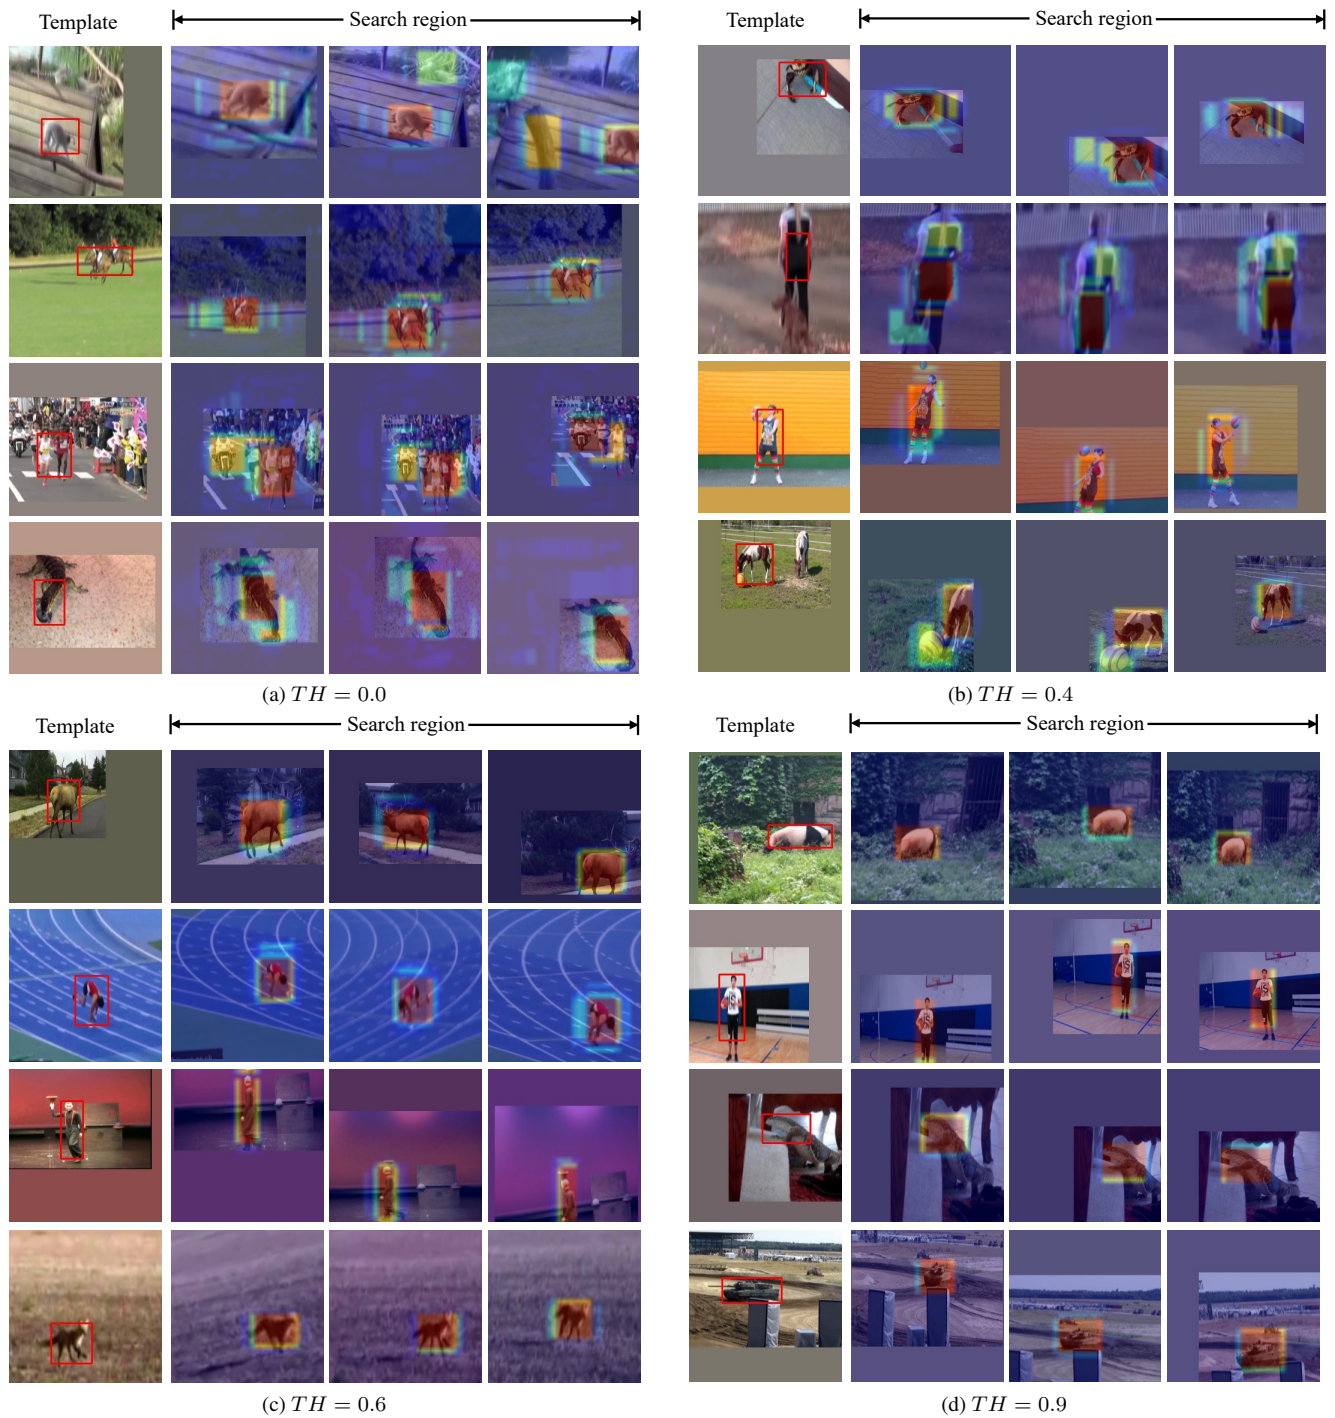 Template
Search region
Template
Search region
(a) TH = 0.0
(b) TH = 0.4
Template
Search region
Template
Search region
(c) TH = 0.6
(d) TH = 0.9